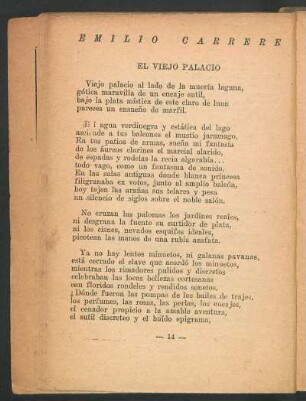 EMILIO CARRERE
EL VIEJO PALACIO
Viejo palacio al lado de la muerta laguna,
gótica maravilla de un encaje sutil,
bajo la plata mística de este claro de luna
pareces un ensueño de marfil.
El agua verdinegra y estática del lago
asciende a tus balcones el mustio jaramago.
En tus patios de armas, sueña mi fantasía
de los áureos clarines el marcial alarido,
de espadas y rodelas la recia algarabía...
todo vago, como un fantasma de sonido.
En las salas antiguas donde blanca princesa
filigranaba ex votos, junto al amplio balcón,
hoy tejen las arañas sus telares y pesa
un silencio de siglos sobre el noble salón.
No cruzan las palomas los jardines reales,
ni desgrana la fuente su surtidor de plata,
ni los cisnes, nevados esquifes ideales,
picotean las manos de una rubia azafata.
Ya no hay lentos minuetos, ni galanas pavanas,
está cerrado el clave que acordó los minuetos,
mientras los rimadores pulidos y discretos
celebraban las locas bellezas cortesanas
con floridos rondeles y rendidos sonetos.
¿Dónde fueron las pompas de los bailes de trajes,
los perfumes, las rosas, las perlas, los encajes,
el cenador propicio a la amable aventura,
el sutil discreteo y el huído epigrama,
— 14 —